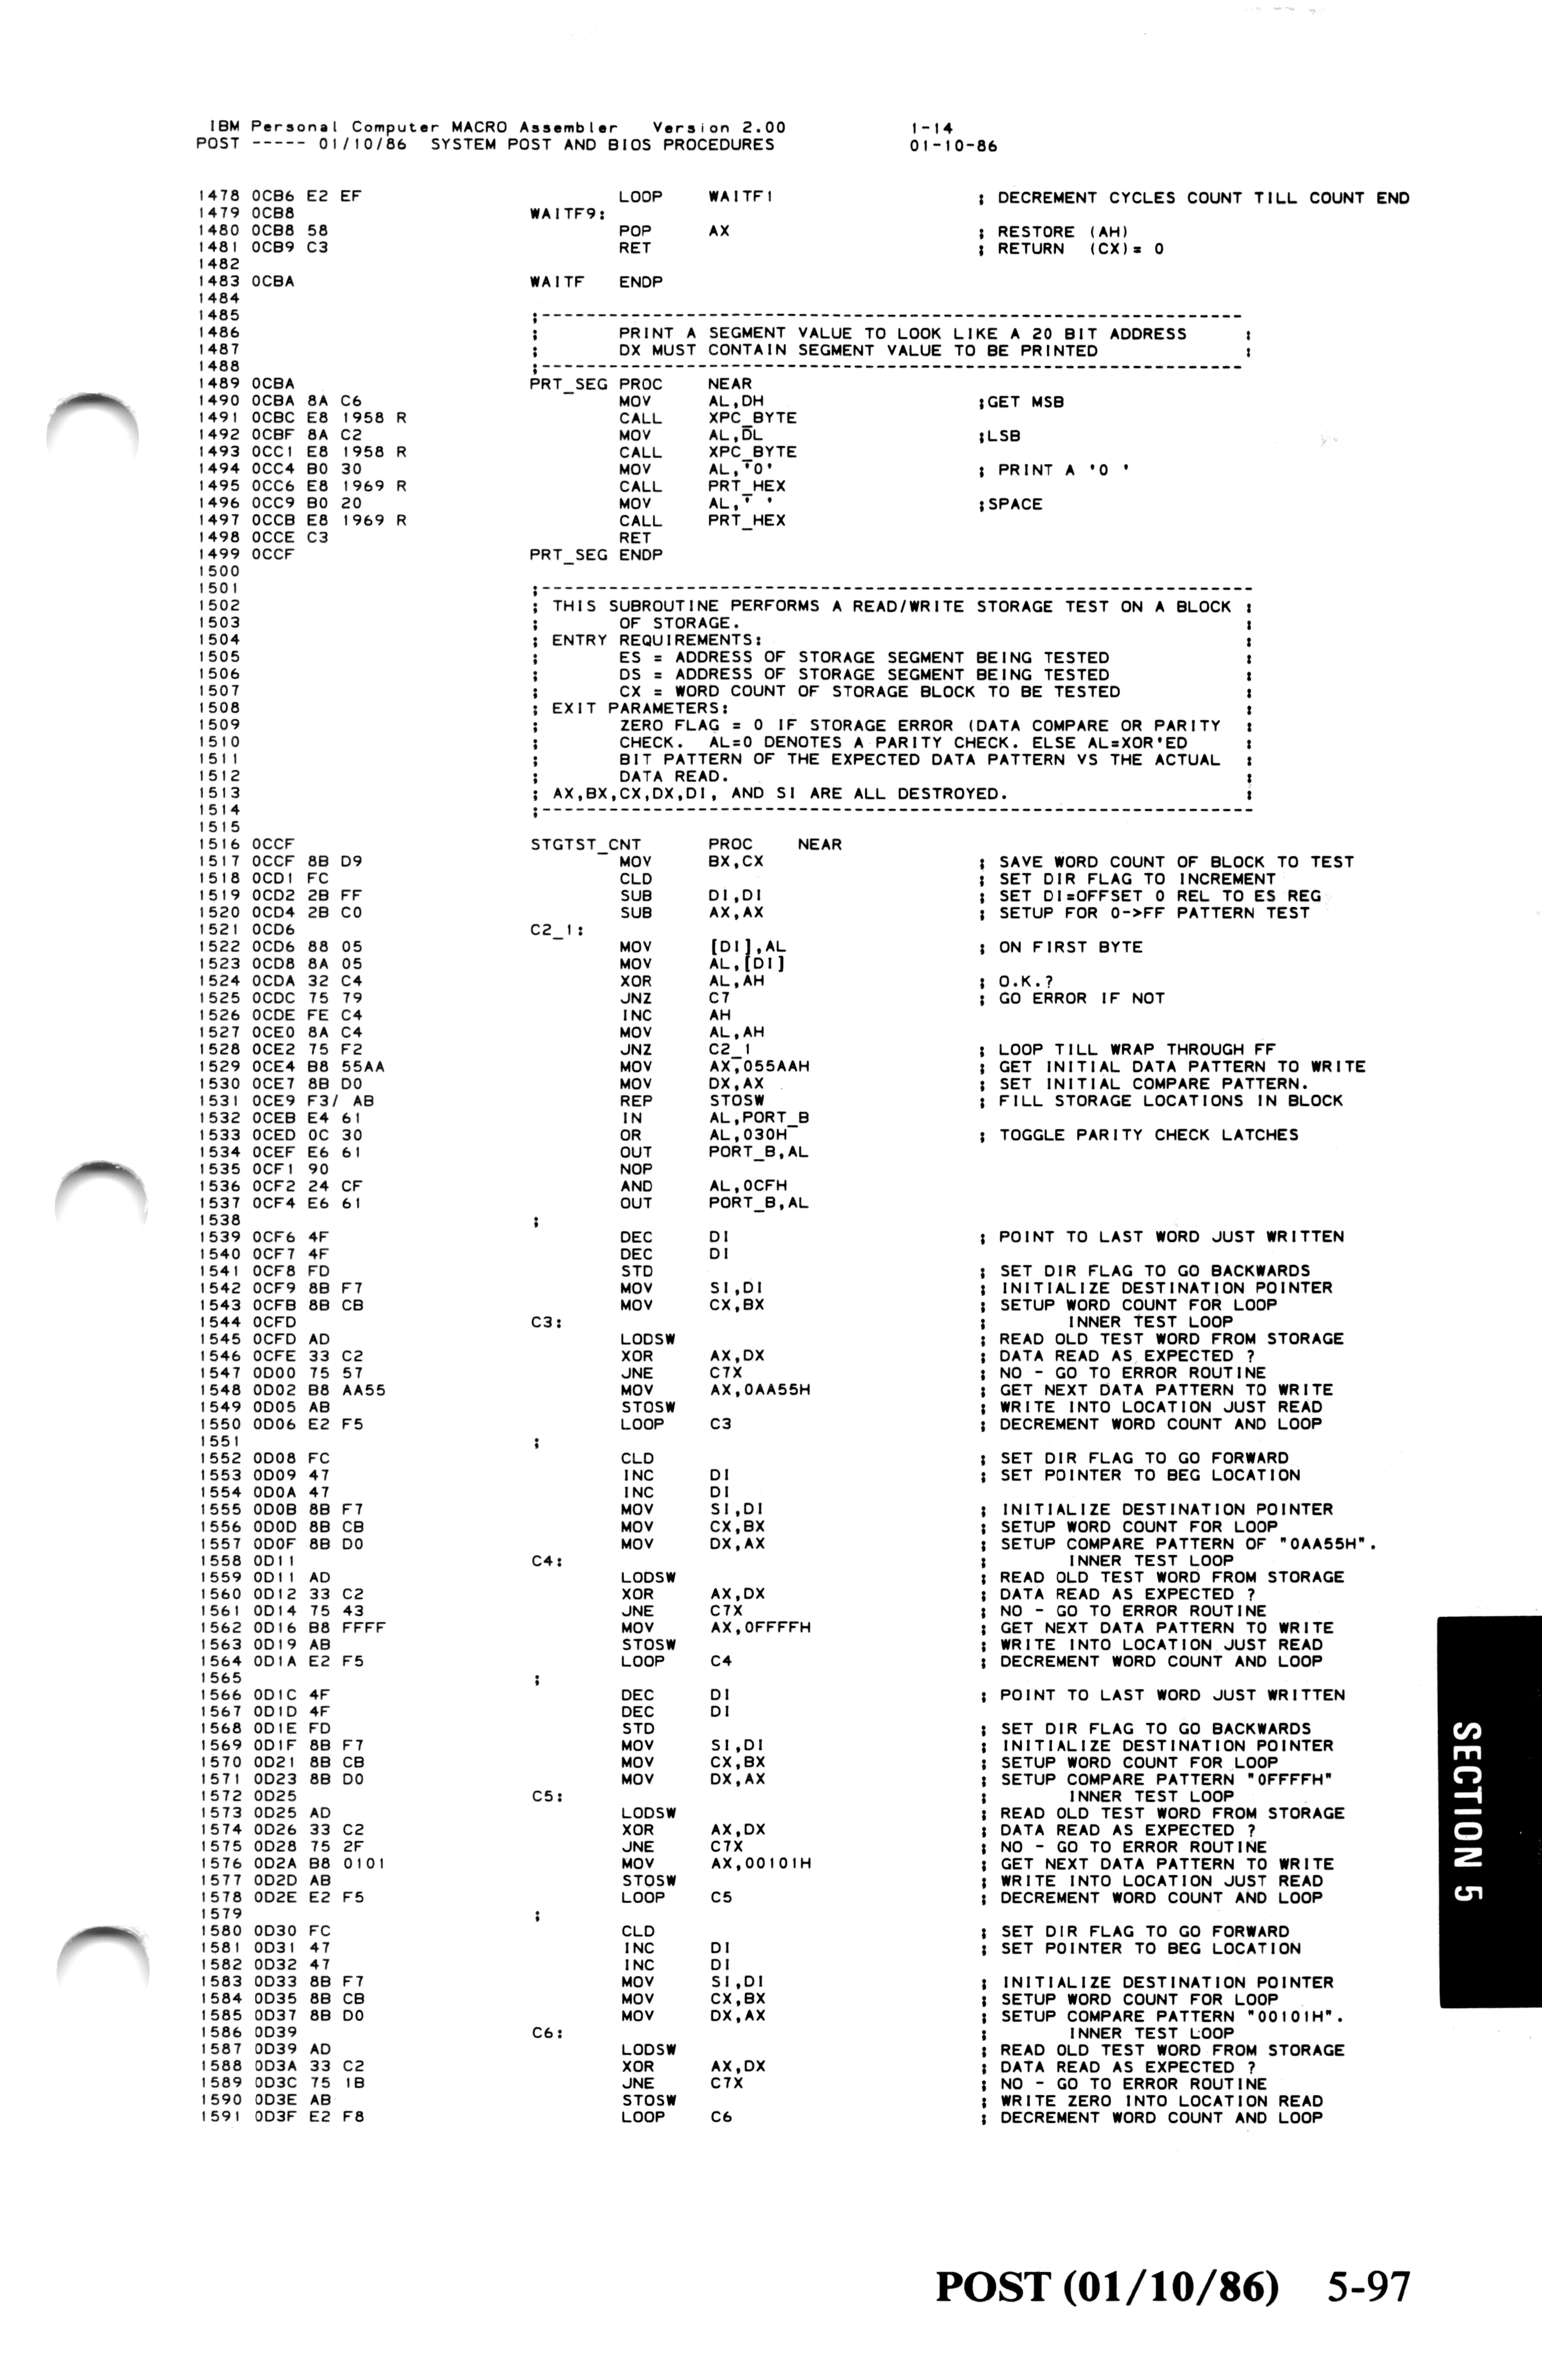 IBM Personal Computer MACRO Assembler   Version 2.00             1-14
POST ----- 01/10/86  SYSTEM POST AND BIOS PROCEDURES             01-10-86
1478 0CB6 E2 EF                 LOOP    WAITF1          ; DECREMENT CYCLES COUNT TILL COUNT END
1479 0CB8               WAITF9:
1480 0CB8 58                    POP     AX              ; RESTORE (AH)
1481 0CB9 C3                    RET                     ; RETURN  (CX)= 0
1482
1483 0CBA               WAITF   ENDP
1484
1485                    ;---------------------------------------------------------------
1486                    ;       PRINT A SEGMENT VALUE TO LOOK LIKE A 20 BIT ADDRESS     :
1487                    ;       DX MUST CONTAIN SEGMENT VALUE TO BE PRINTED             :
1488                    ;---------------------------------------------------------------
1489 0CBA               PRT_SEG PROC    NEAR
1490 0CBA 8A C6                 MOV     AL,DH           ;GET MSB
1491 0CBC E8 1958 R             CALL    XPC_BYTE
1492 0CBF 8A C2                 MOV     AL,DL           ;LSB
1493 0CC1 E8 1958 R             CALL    XPC_BYTE
1494 0CC4 B0 30                 MOV     AL,'0'          ; PRINT A '0 '
1495 0CC6 E8 1969 R             CALL    PRT_HEX
1496 0CC9 B0 20                 MOV     AL,' '          ;SPACE
1497 0CCB E8 1969 R             CALL    PRT_HEX
1498 0CCE C3                    RET
1499 0CCF               PRT_SEG ENDP
1500
1501                    ;----------------------------------------------------------------
1502                    ; THIS SUBROUTINE PERFORMS A READ/WRITE STORAGE TEST ON A BLOCK :
1503                    ;       OF STORAGE.                                             :
1504                    ; ENTRY REQUIREMENTS:                                           :
1505                    ;       ES = ADDRESS OF STORAGE SEGMENT BEING TESTED            :
1506                    ;       DS = ADDRESS OF STORAGE SEGMENT BEING TESTED            :
1507                    ;       CX = WORD COUNT OF STORAGE BLOCK TO BE TESTED           :
1508                    ; EXIT PARAMETERS:                                              :
1509                    ;       ZERO FLAG = 0 IF STORAGE ERROR (DATA COMPARE OR PARITY  :
1510                    ;       CHECK.  AL=0 DENOTES A PARITY CHECK. ELSE AL=XOR'ED     :
1511                    ;       BIT PATTERN OF THE EXPECTED DATA PATTERN VS THE ACTUAL  :
1512                    ;       DATA READ.                                              :
1513                    ; AX,BX,CX,DX,DI, AND SI ARE ALL DESTROYED.                     :
1514                    ;----------------------------------------------------------------
1515
1516 0CCF               STGTST_CNT      PROC    NEAR
1517 0CCF 8B D9                 MOV     BX,CX           ; SAVE WORD COUNT OF BLOCK TO TEST
1518 0CD1 FC                    CLD                     ; SET DIR FLAG TO INCREMENT
1519 0CD2 2B FF                 SUB     DI,DI           ; SET DI=OFFSET 0 REL TO ES REG
1520 0CD4 2B C0                 SUB     AX,AX           ; SETUP FOR 0->FF PATTERN TEST
1521 0CD6               C2_1:
1522 0CD6 88 05                 MOV     [DI],AL         ; ON FIRST BYTE
1523 0CD8 8A 05                 MOV     AL,[DI]
1524 0CDA 32 C4                 XOR     AL,AH           ; O.K.?
1525 0CDC 75 79                 JNZ     C7              ; GO ERROR IF NOT
1526 0CDE FE C4                 INC     AH
1527 0CE0 8A C4                 MOV     AL,AH
1528 0CE2 75 F2                 JNZ     C2_1            ; LOOP TILL WRAP THROUGH FF
1529 0CE4 B8 55AA               MOV     AX,055AAH       ; GET INITIAL DATA PATTERN TO WRITE
1530 0CE7 8B D0                 MOV     DX,AX           ; SET INITIAL COMPARE PATTERN.
1531 0CE9 F3/ AB                REP     STOSW           ; FILL STORAGE LOCATIONS IN BLOCK
1532 0CEB E4 61                 IN      AL,PORT_B
1533 0CED 0C 30                 OR      AL,030H         ; TOGGLE PARITY CHECK LATCHES
1534 0CEF E6 61                 OUT     PORT_B,AL
1535 0CF1 90                    NOP
1536 0CF2 24 CF                 AND     AL,0CFH
1537 0CF4 E6 61                 OUT     PORT_B,AL
1538                    ;
1539 0CF6 4F                    DEC     DI              ; POINT TO LAST WORD JUST WRITTEN
1540 0CF7 4F                    DEC     DI
1541 0CF8 FD                    STD                     ; SET DIR FLAG TO GO BACKWARDS
1542 0CF9 8B F7                 MOV     SI,DI           ; INITIALIZE DESTINATION POINTER
1543 0CFB 8B CB                 MOV     CX,BX           ; SETUP WORD COUNT FOR LOOP
1544 0CFD               C3:                             ;       INNER TEST LOOP
1545 0CFD AD                    LODSW                   ; READ OLD TEST WORD FROM STORAGE
1546 0CFE 33 C2                 XOR     AX,DX           ; DATA READ AS EXPECTED ?
1547 0D00 75 57                 JNE     C7X             ; NO - GO TO ERROR ROUTINE
1548 0D02 B8 AA55               MOV     AX,0AA55H       ; GET NEXT DATA PATTERN TO WRITE
1549 0D05 AB                    STOSW                   ; WRITE INTO LOCATION JUST READ
1550 0D06 E2 F5                 LOOP    C3              ; DECREMENT WORD COUNT AND LOOP
1551                    ;
1552 0D08 FC                    CLD                     ; SET DIR FLAG TO GO FORWARD
1553 0D09 47                    INC     DI              ; SET POINTER TO BEG LOCATION
1554 0D0A 47                    INC     DI
1555 0D0B 8B F7                 MOV     SI,DI           ; INITIALIZE DESTINATION POINTER
1556 0D0D 8B CB                 MOV     CX,BX           ; SETUP WORD COUNT FOR LOOP
1557 0D0F 8B D0                 MOV     DX,AX           ; SETUP COMPARE PATTERN OF "0AA55H".
1558 0D11               C4:                             ;       INNER TEST LOOP
1559 0D11 AD                    LODSW                   ; READ OLD TEST WORD FROM STORAGE
1560 0D12 33 C2                 XOR     AX,DX           ; DATA READ AS EXPECTED ?
1561 0D14 75 43                 JNE     C7X             ; NO - GO TO ERROR ROUTINE
1562 0D16 B8 FFFF               MOV     AX,0FFFFH       ; GET NEXT DATA PATTERN TO WRITE
1563 0D19 AB                    STOSW                   ; WRITE INTO LOCATION JUST READ
1564 0D1A E2 F5                 LOOP    C4              ; DECREMENT WORD COUNT AND LOOP
1565                    ;
1566 0D1C 4F                    DEC     DI              ; POINT TO LAST WORD JUST WRITTEN
1567 0D1D 4F                    DEC     DI
1568 0D1E FD                    STD                     ; SET DIR FLAG TO GO BACKWARDS
1569 0D1F 8B F7                 MOV     SI,DI           ; INITIALIZE DESTINATION POINTER
1570 0D21 8B CB                 MOV     CX,BX           ; SETUP WORD COUNT FOR LOOP
1571 0D23 8B D0                 MOV     DX,AX           ; SETUP COMPARE PATTERN "0FFFFH"
1572 0D25               C5:                             ;       INNER TEST LOOP
1573 0D25 AD                    LODSW                   ; READ OLD TEST WORD FROM STORAGE
1574 0D26 33 C2                 XOR     AX,DX           ; DATA READ AS EXPECTED ?
1575 0D28 75 2F                 JNE     C7X             ; NO - GO TO ERROR ROUTINE
1576 0D2A B8 0101               MOV     AX,00101H       ; GET NEXT DATA PATTERN TO WRITE
1577 0D2D AB                    STOSW                   ; WRITE INTO LOCATION JUST READ
1578 0D2E E2 F5                 LOOP    C5              ; DECREMENT WORD COUNT AND LOOP
1579                    ;
1580 0D30 FC                    CLD                     ; SET DIR FLAG TO GO FORWARD
1581 0D31 47                    INC     DI              ; SET POINTER TO BEG LOCATION
1582 0D32 47                    INC     DI
1583 0D33 8B F7                 MOV     SI,DI           ; INITIALIZE DESTINATION POINTER
1584 0D35 8B CB                 MOV     CX,BX           ; SETUP WORD COUNT FOR LOOP
1585 0D37 8B D0                 MOV     DX,AX           ; SETUP COMPARE PATTERN "00101H".
1586 0D39               C6:                             ;       INNER TEST LOOP
1587 0D39 AD                    LODSW                   ; READ OLD TEST WORD FROM STORAGE
1588 0D3A 33 C2                 XOR     AX,DX           ; DATA READ AS EXPECTED ?
1589 0D3C 75 1B                 JNE     C7X             ; NO - GO TO ERROR ROUTINE
1590 0D3E AB                    STOSW                   ; WRITE ZERO INTO LOCATION READ
1591 0D3F E2 F8                 LOOP    C6              ; DECREMENT WORD COUNT AND LOOP
SECTION 5
POST (01/10/86)   5-97